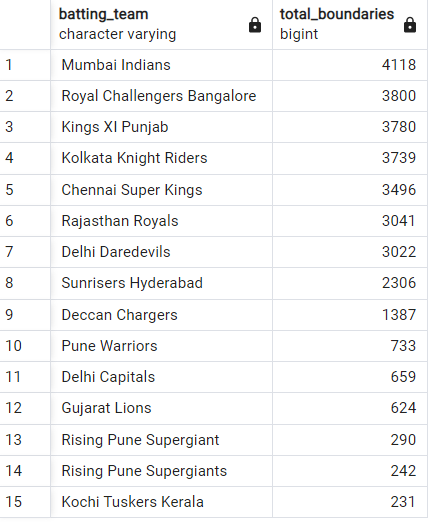 batting_team total_boundaries
character varying bigint
1 Mumbai Indians 4118
2 Royal Challengers Bangalore 3800
3 Kings XI Punjab 3780
4 Kolkata Knight Riders 3739
5 Chennai Super Kings 3496
6 Rajasthan Royals 3041
7 Delhi Daredevils 3022
8 Sunrisers Hyderabad 2306
9 Deccan Chargers 1387
10 Pune Warriors 733
11 Delhi Capitals 659
12 Gujarat Lions 624
13 Rising Pune Supergiant 290
14 Rising Pune Supergiants 242
15 Kochi Tuskers Kerala 231